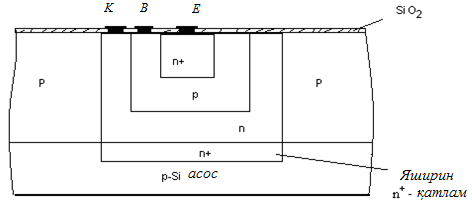 K B E SiO2
n+
P p P
n
n+
p-Si асос
Яширин
n+ - қатлам